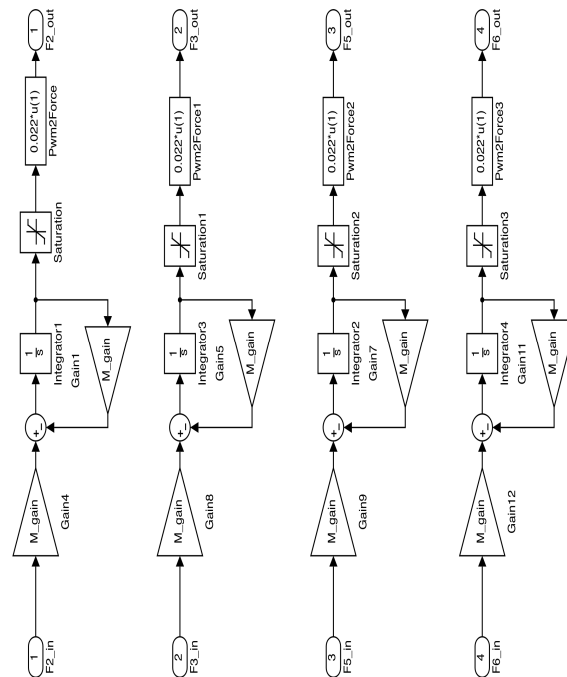 1
F2_in
M_gain
Gain4
+
-
1
s
Integrator1
Gain1
M_gain
Saturation
0.022*u(1)
Pwm2Force
1
F2_out
2
F3_in
M_gain
Gain8
+
-
1
s
Integrator3
Gain5
M_gain
Saturation1
0.022*u(1)
Pwm2Force1
2
F3_out
3
F5_in
M_gain
Gain9
+
-
1
s
Integrator2
Gain7
M_gain
Saturation2
0.022*u(1)
Pwm2Force2
3
F5_out
4
F6_in
M_gain
Gain12
+
-
1
s
Integrator4
Gain11
M_gain
Saturation3
0.022*u(1)
Pwm2Force3
4
F6_out